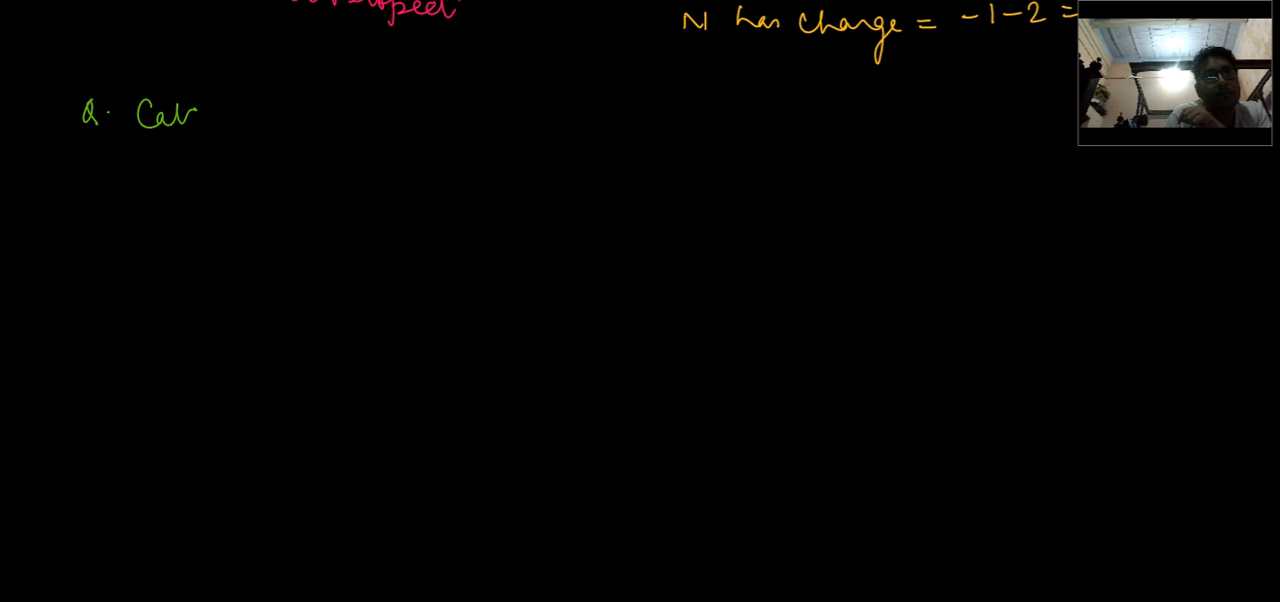 N has charge = -1-2 =
Q. Cal